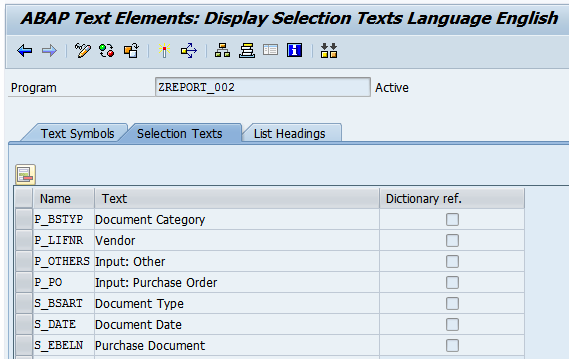 ABAP Text Elements: Display Selection Texts Language English
Program ZREPORT_002 Active
Text Symbols Selection Texts List Headings
Name Text Dictionary ref.
P_BSTYP Document Category
P_LIFNR Vendor
P_OTHERS Input: Other
P_PO Input: Purchase Order
S_BSART Document Type
S_DATE Document Date
S_EBELN Purchase Document